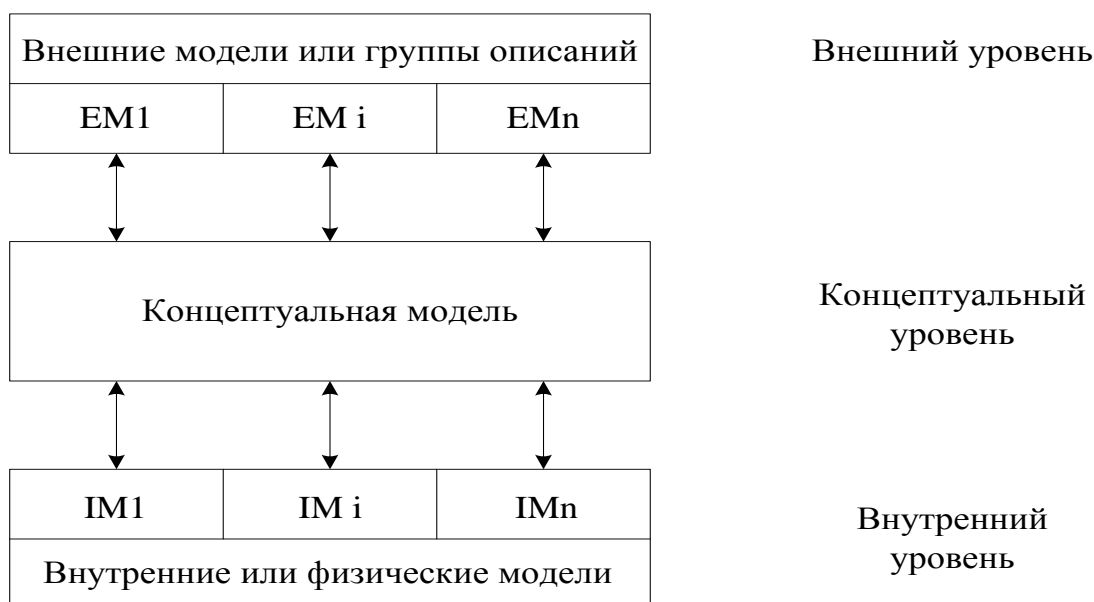 Внешние модели или группы описаний
Внешний уровень
EM1
EM i
EMn
Концептуальная модель
Концептуальный
уровень
IM1
IM i
IMn
Внутренний
уровень
Внутренние или физические модели